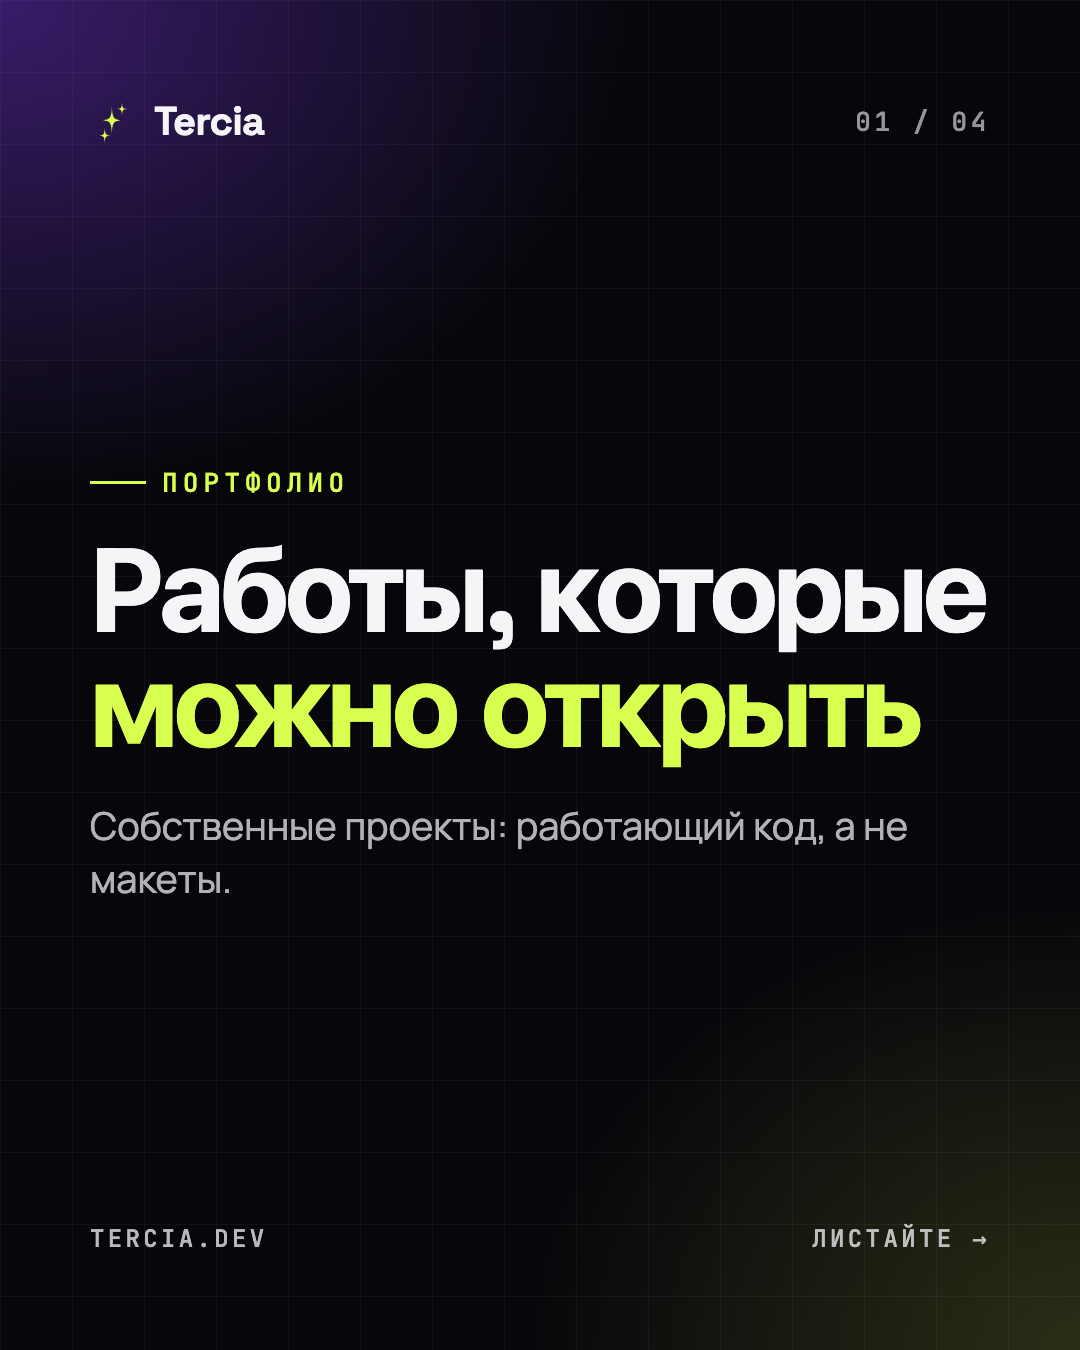 Tercia
01 / 04
ПОРТФОЛИО
Работы, которые
можно открыть
Собственные проекты: работающий код, а не
макеты.
TERCIA.DEV
ЛИСТАЙТЕ →